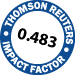 THOMSON REUTERS
0.483
IMPACT FACTOR